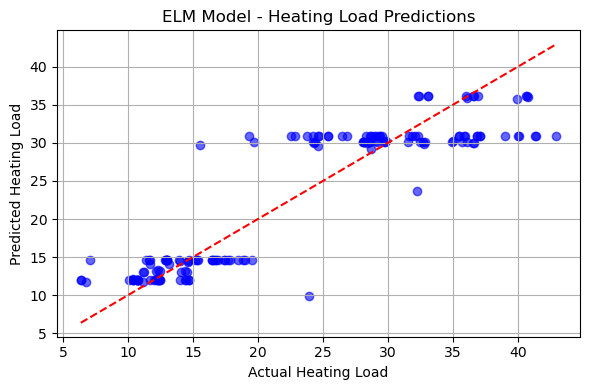 ELM Model - Heating Load Predictions
Predicted Heating Load
40
35
30
25
20
15
10
5
5 10 15 20 25 30 35 40
Actual Heating Load